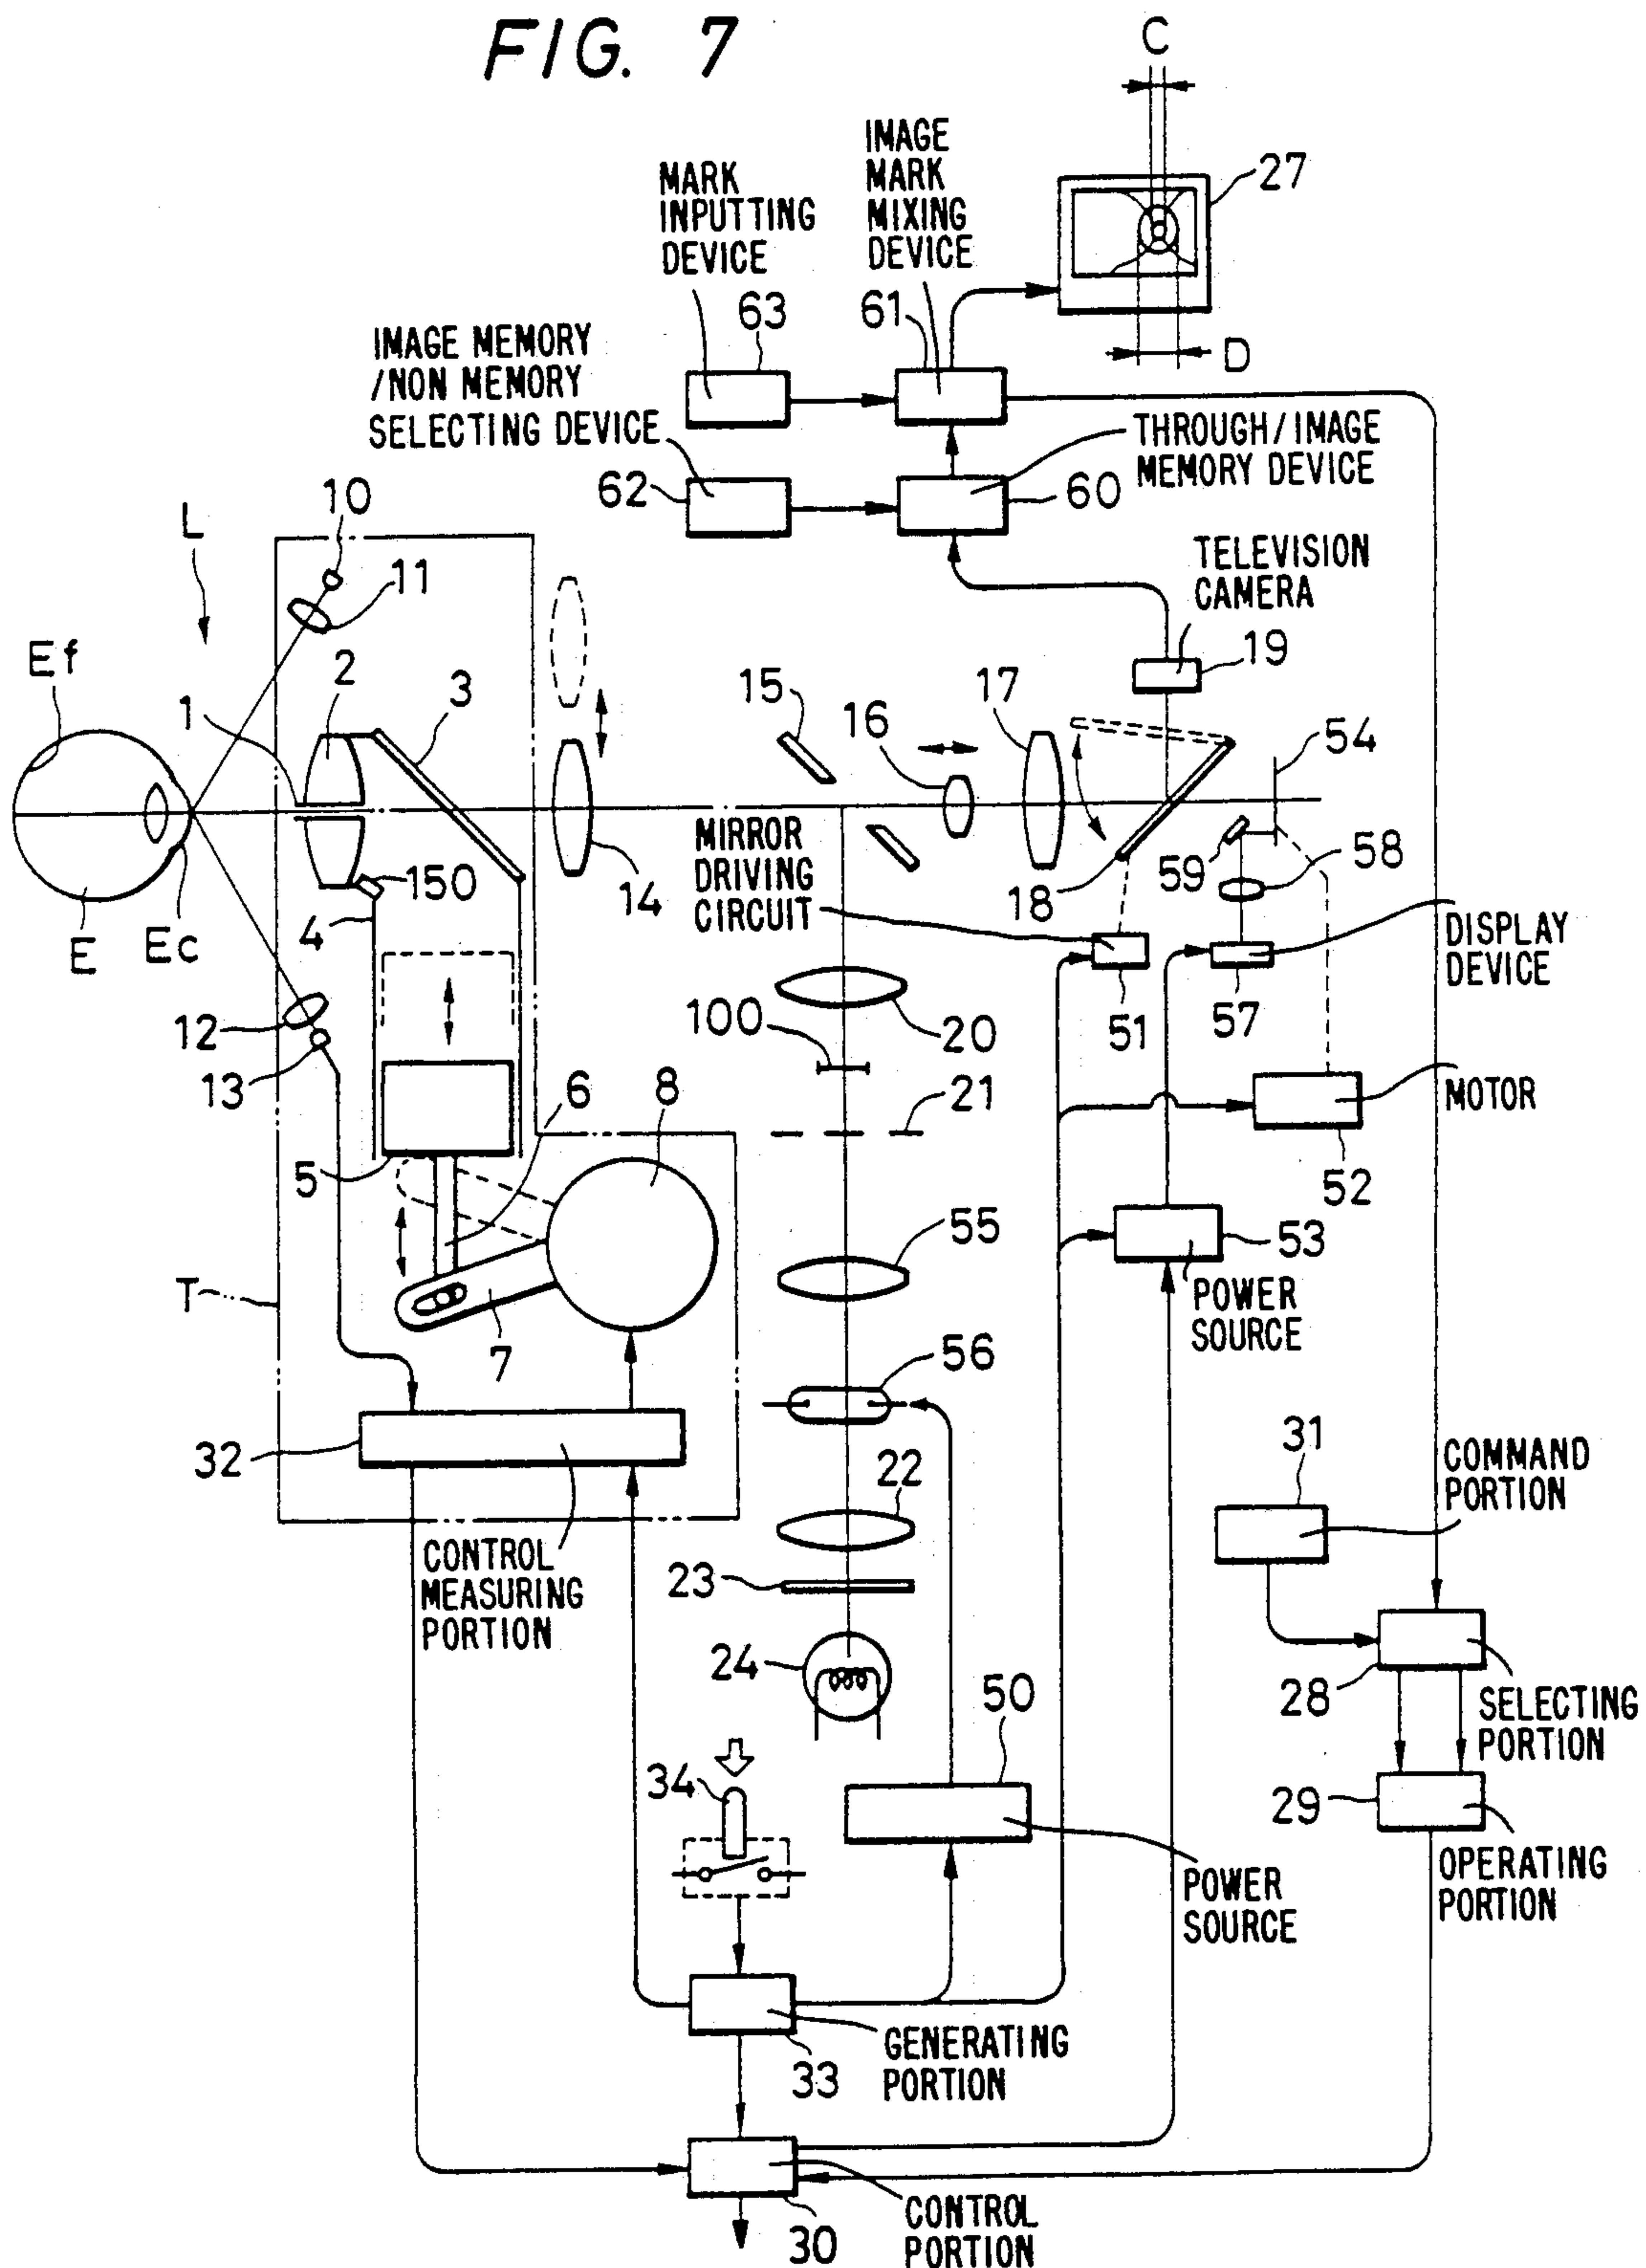 FIG. 7
C
27
D
MARK
INPUTTING
DEVICE
63
IMAGE
MARK
MIXING
DEVICE
61
IMAGE MEMORY
/NON MEMORY
SELECTING DEVICE
62
THROUGH/IMAGE
MEMORY DEVICE
60
TELEVISION
CAMERA
19
L
10
11
Ef
1
2
3
15
16
17
54
E
Ec
150
4
14
MIRROR
DRIVING
CIRCUIT
18
59
58
DISPLAY
DEVICE
12
13
100
20
51
57
6
8
21
MOTOR
52
5
55
53
POWER
SOURCE
T
7
56
32
22
31
COMMAND
PORTION
CONTROL
MEASURING
PORTION
23
24
50
28
SELECTING
PORTION
34
29
OPERATING
PORTION
POWER
SOURCE
GENERATING
PORTION
33
30
CONTROL
PORTION